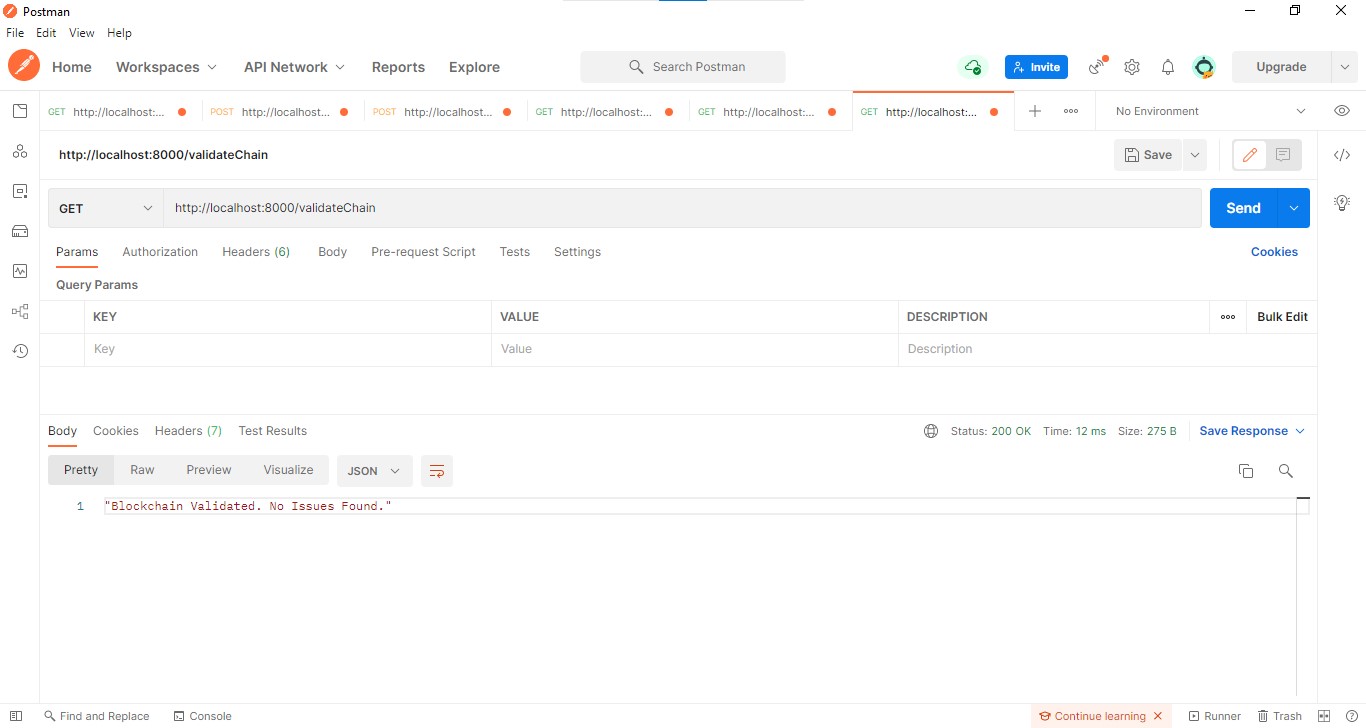 Postman
File Edit View Help
Home Workspaces API Network Reports Explore Search Postman Invite Upgrade
GET http://localhost:... POST http://localhost... POST http://localhost... GET http://localhost:... GET http://localhost:... GET http://localhost:... No Environment
http://localhost:8000/validateChain Save
GET http://localhost:8000/validateChain Send
Params Authorization Headers (6) Body Pre-request Script Tests Settings Cookies
Query Params
KEY VALUE DESCRIPTION Bulk Edit
Key Value Description
Body Cookies Headers (7) Test Results Status: 200 OK Time: 12 ms Size: 275 B Save Response
Pretty Raw Preview Visualize JSON
1 "Blockchain Validated. No Issues Found."
Find and Replace Console Continue learning Runner Trash